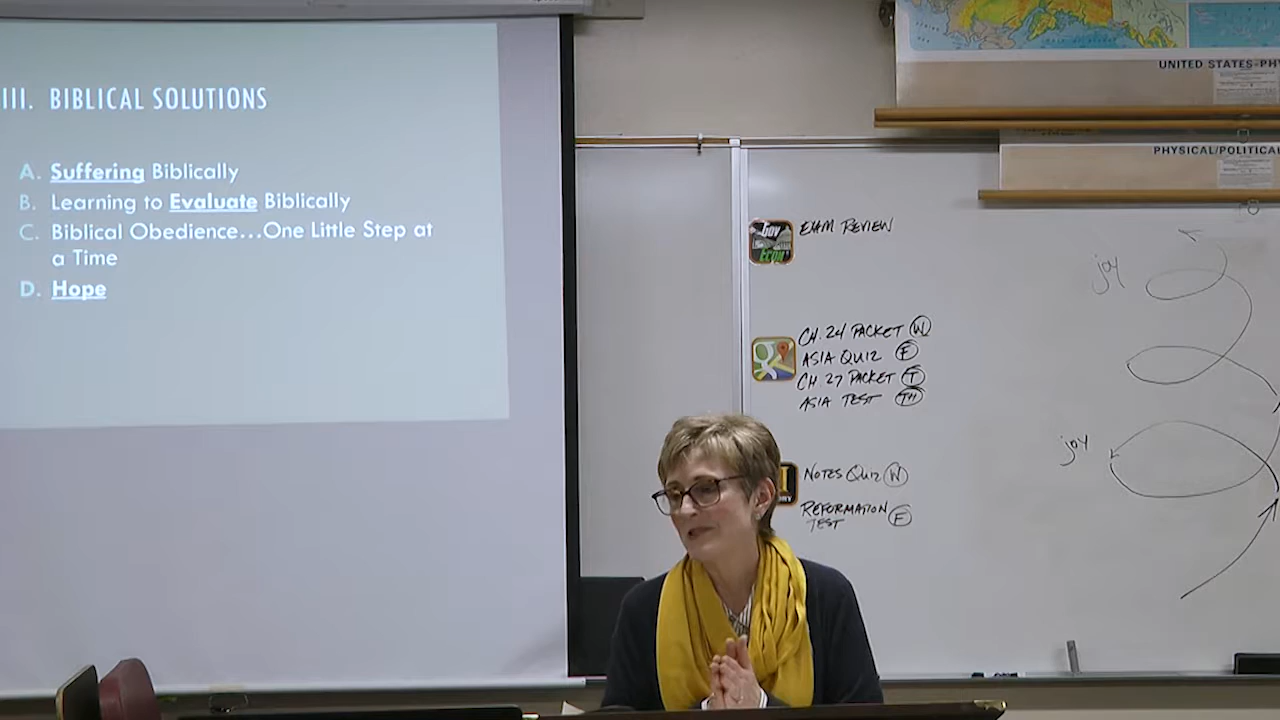 III. BIBLICAL SOLUTIONS
A. Suffering Biblically
B. Learning to Evaluate Biblically
C. Biblical Obedience...One Little Step at
a Time
D. Hope
UNITED STATES-PHY
PHYSICAL/POLITICAL
GOV
ECON
EXAM REVIEW
CH. 24 PACKET W
ASIA QUIZ F
CH 27 PACKET T
ASIA TEST TH
NOTES QUIZ W
REFORMATION
TEST F
joy
joy